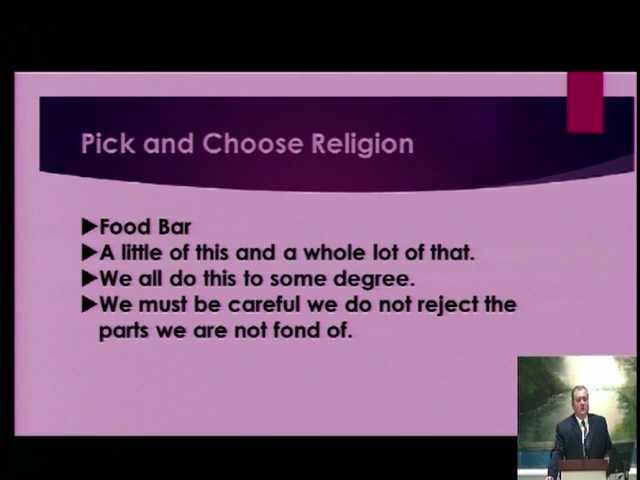 Pick and Choose Religion
▶Food Bar
▶A little of this and a whole lot of that.
▶We all do this to some degree.
▶We must be careful we do not reject the
parts we are not fond of.